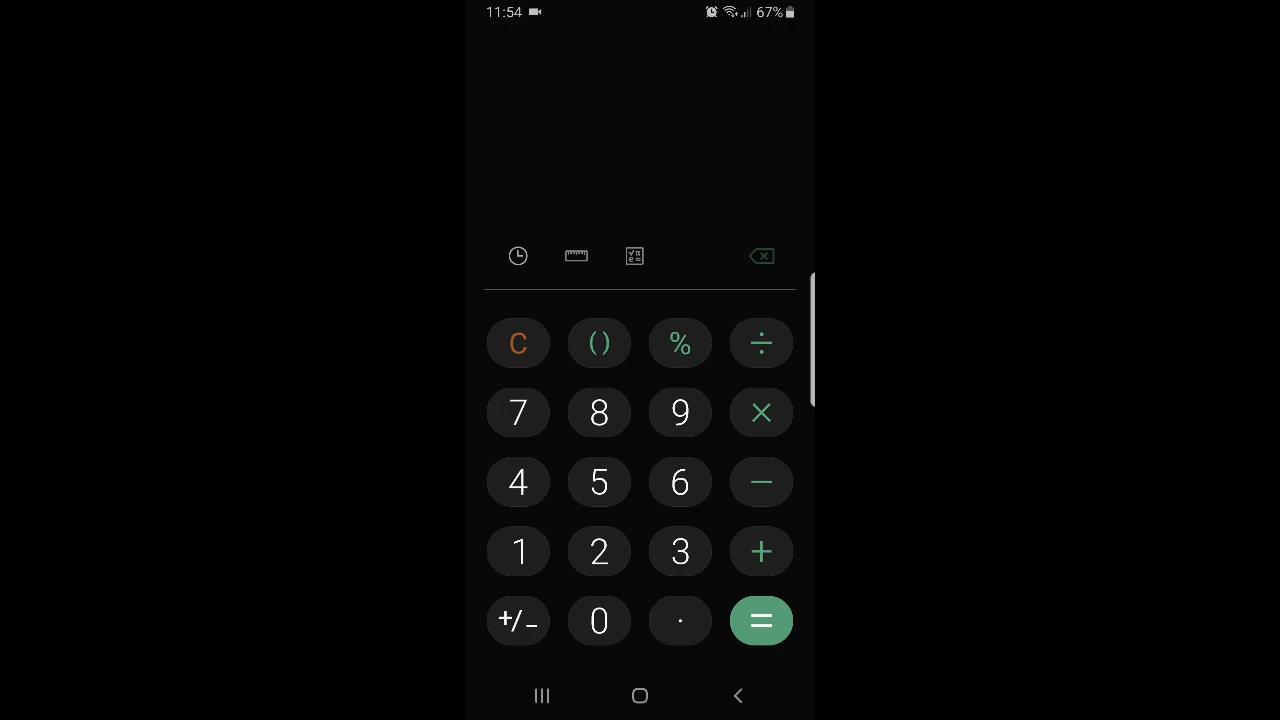 11:54 67%
C ( ) % ÷
7 8 9 ×
4 5 6 −
1 2 3 +
+/− 0 . =